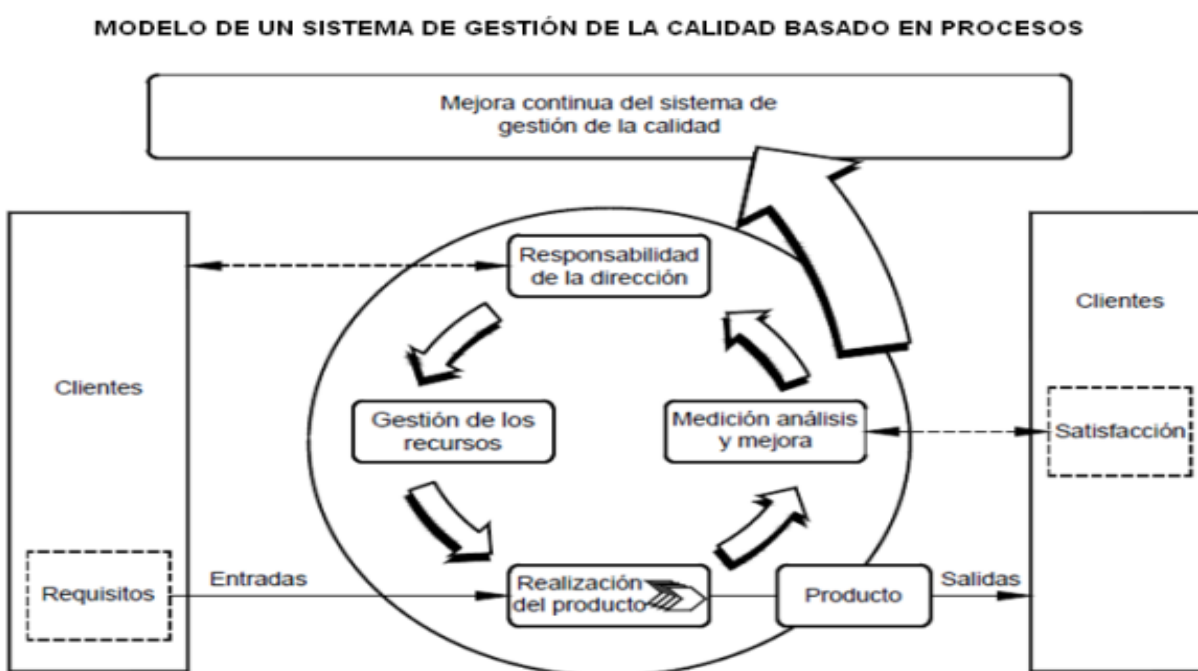 MODELO DE UN SISTEMA DE GESTIÓN DE LA CALIDAD BASADO EN PROCESOS
Mejora continua del sistema de
gestión de la calidad
Responsabilidad
de la dirección
Clientes
Clientes
Gestión de los
recursos
Medición análisis
y mejora
Satisfacción
Requisitos
Entradas
Realización
del producto
Producto
Salidas